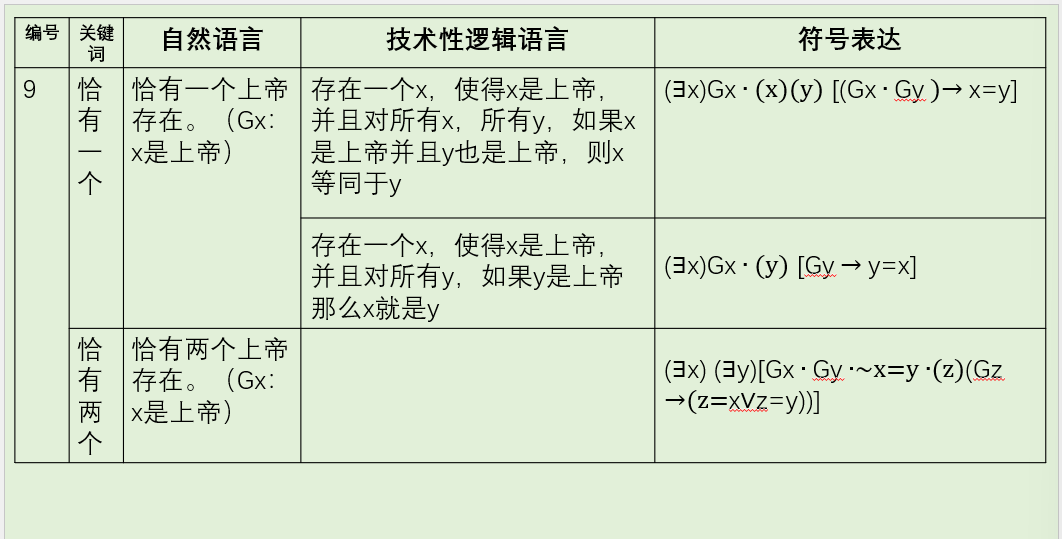 编号
关键词
自然语言
技术性逻辑语言
符号表达
9
恰有一个
恰有一个上帝
存在。（Gx：
x是上帝）
存在一个x，使得x是上帝，
并且对所有x，所有y，如果x
是上帝并且y也是上帝，则x
等同于y
(∃x)Gx · (x)(y) [(Gx · Gy )→ x=y]
存在一个x，使得x是上帝，
并且对所有y，如果y是上帝
那么x就是y
(∃x)Gx · (y) [Gy → y=x]
恰有两个
恰有两个上帝
存在。（Gx：
x是上帝）
(∃x) (∃y)[Gx · Gy ·~x=y ·(z)(Gz
→(z=x∨z=y))]